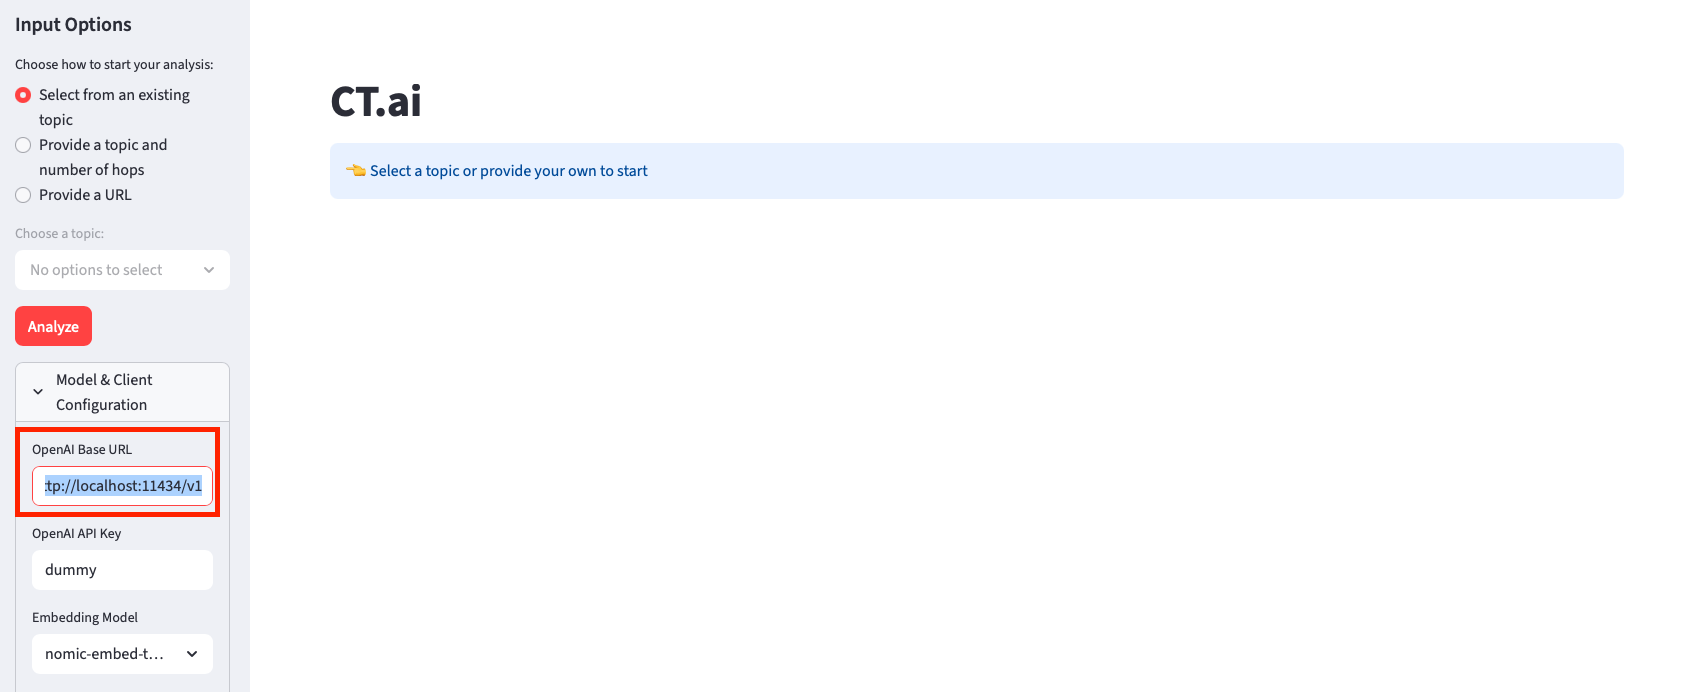 Input Options
Choose how to start your analysis:
Select from an existing
topic
Provide a topic and
number of hops
Provide a URL
Choose a topic:
No options to select
Analyze
Model & Client
Configuration
OpenAI Base URL
tp://localhost:11434/v1
OpenAI API Key
dummy
Embedding Model
nomic-embed-t...
CT.ai
Select a topic or provide your own to start